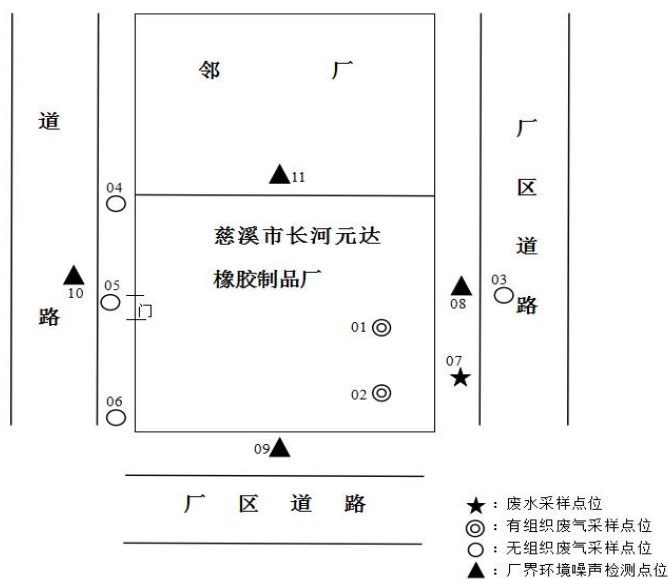 邻 厂
道
路
厂
区
道
路
11
04
慈溪市长河元达
橡胶制品厂
10
05
门
03
08
01
07
02
06
09
厂 区 道 路
★：废水采样点位
◎：有组织废气采样点位
○：无组织废气采样点位
▲：厂界环境噪声检测点位